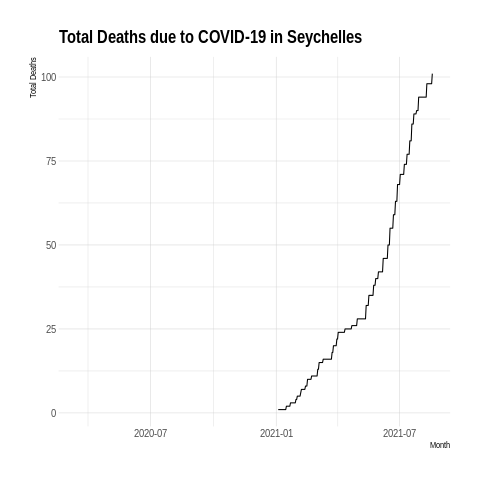 Total Deaths due to COVID-19 in Seychelles
Total Deaths
100
75
50
25
0
2020-07 2021-01 2021-07
Month